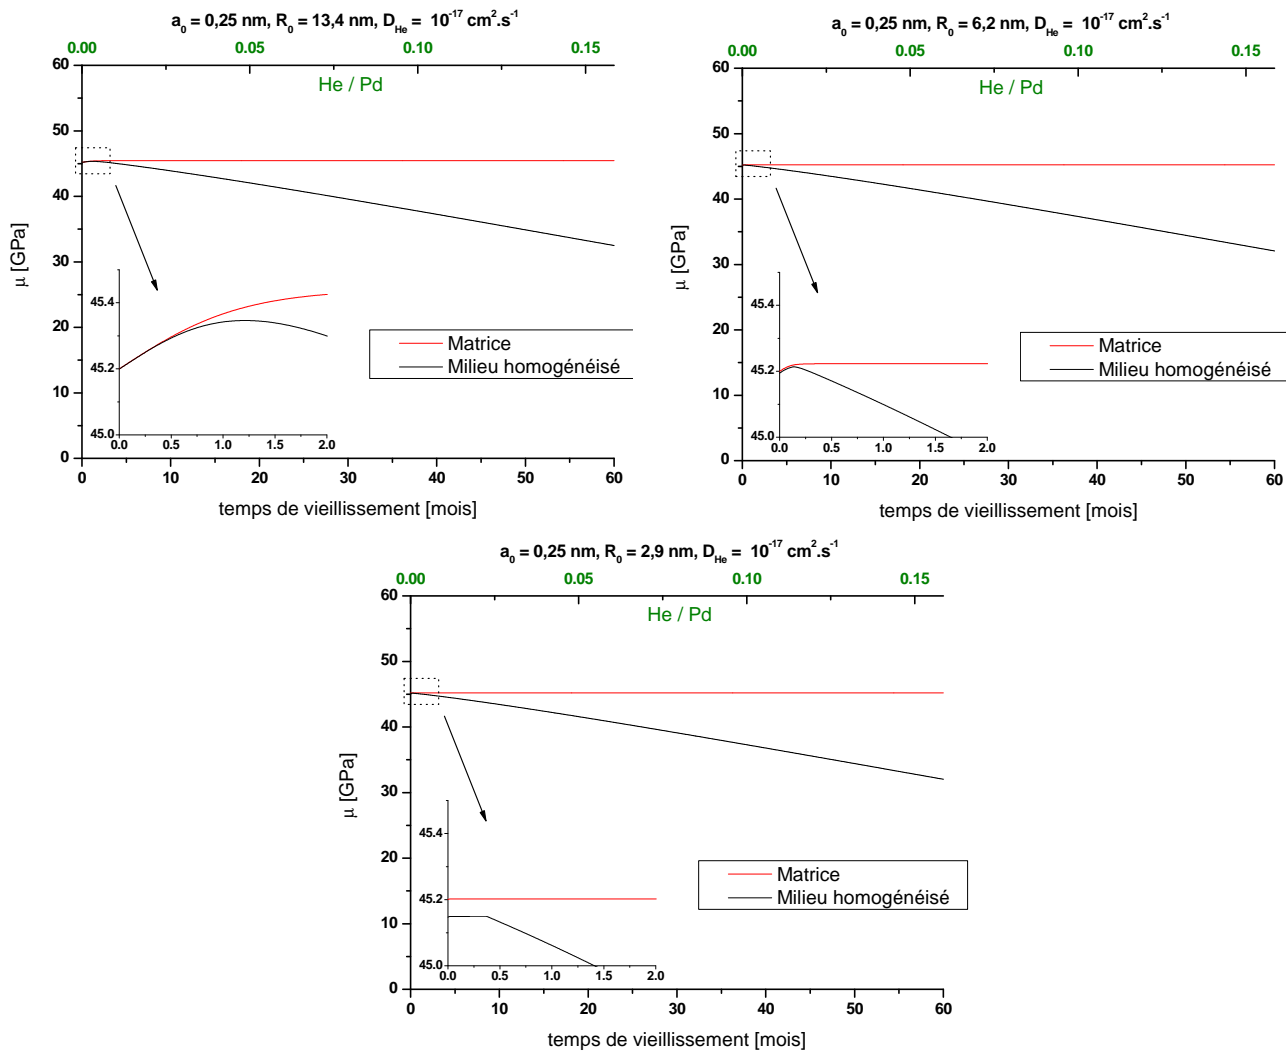 a₀ = 0,25 nm, R₀ = 13,4 nm, D_He = 10⁻¹⁷ cm².s⁻¹
0.00 0.05 0.10 0.15
He / Pd
60
50
40
30
20
10
0
μ [GPa]
45.4
45.2
45.0
0.0 0.5 1.0 1.5 2.0
Matrice
Milieu homogénéisé
0 10 20 30 40 50 60
temps de vieillissement [mois]
a₀ = 0,25 nm, R₀ = 6,2 nm, D_He = 10⁻¹⁷ cm².s⁻¹
0.00 0.05 0.10 0.15
He / Pd
60
50
40
30
20
10
0
μ [GPa]
45.4
45.2
45.0
0.0 0.5 1.0 1.5 2.0
Matrice
Milieu homogénéisé
0 10 20 30 40 50 60
temps de vieillissement [mois]
a₀ = 0,25 nm, R₀ = 2,9 nm, D_He = 10⁻¹⁷ cm².s⁻¹
0.00 0.05 0.10 0.15
He / Pd
60
50
40
30
20
10
0
μ [GPa]
45.4
45.2
45.0
0.0 0.5 1.0 1.5 2.0
Matrice
Milieu homogénéisé
0 10 20 30 40 50 60
temps de vieillissement [mois]